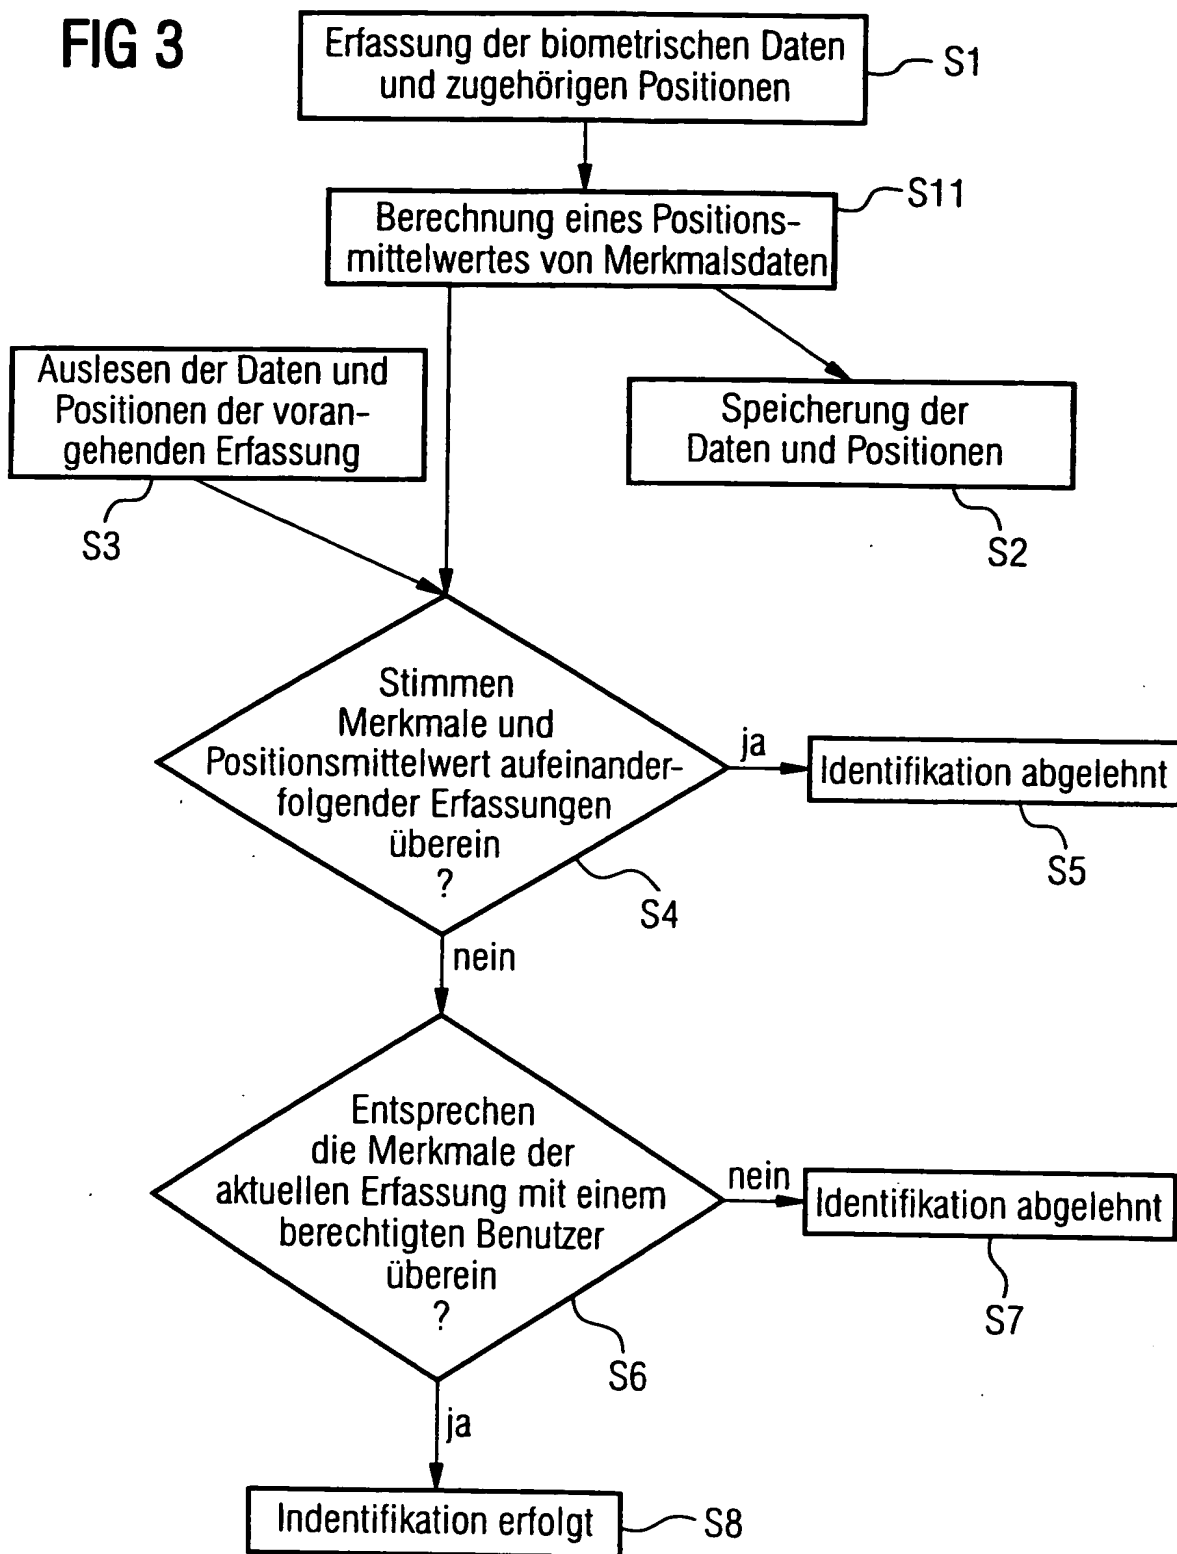 FIG 3
Erfassung der biometrischen Daten
und zugehörigen Positionen
S1
Berechnung eines Positions-
mittelwertes von Merkmalsdaten
S11
Auslesen der Daten und
Positionen der voran-
gehenden Erfassung
S3
Speicherung der
Daten und Positionen
S2
Stimmen
Merkmale und
Positionsmittelwert aufeinander-
folgender Erfassungen
überein
?
S4
ja
Identifikation abgelehnt
S5
nein
Entsprechen
die Merkmale der
aktuellen Erfassung mit einem
berechtigten Benutzer
überein
?
S6
nein
Identifikation abgelehnt
S7
ja
Indentifikation erfolgt
S8